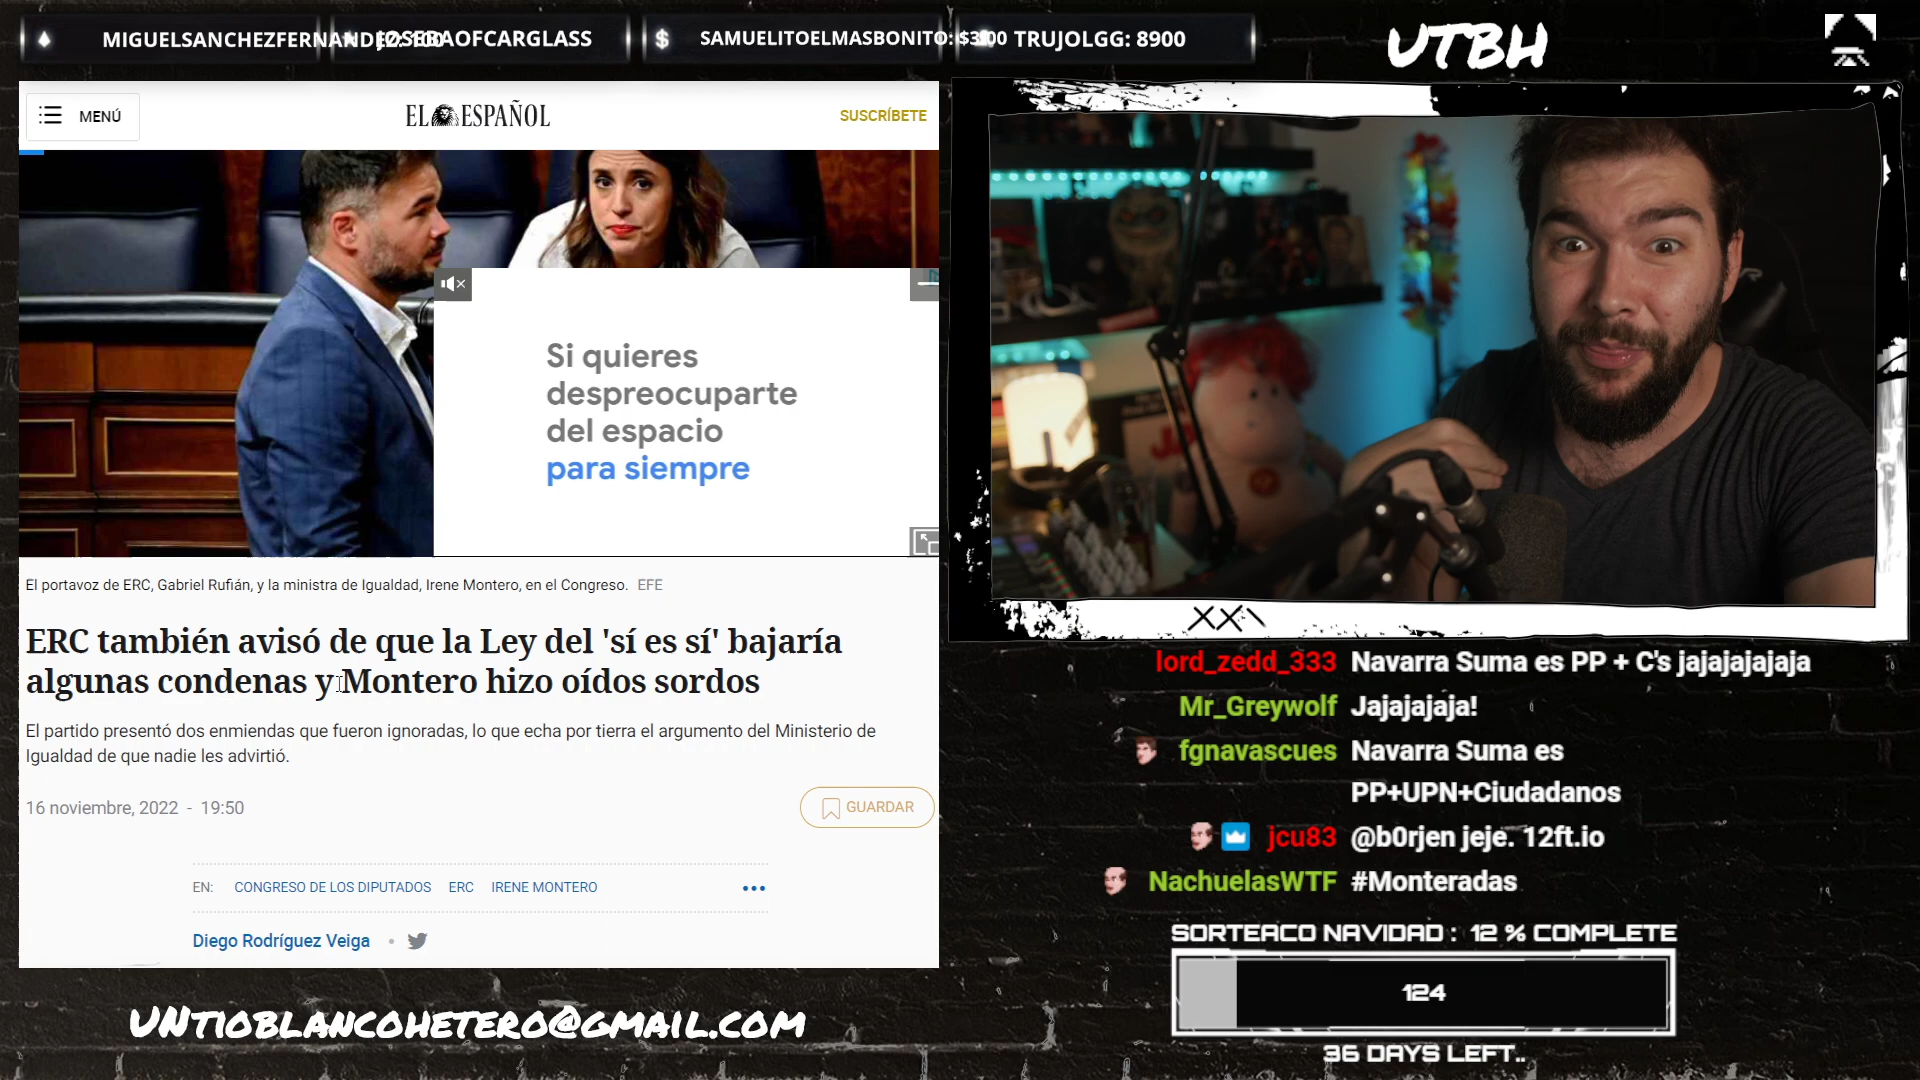 JOSEBAOFCARGLASS
SAMUELITOELMASBONITO:
TRUJOLGG: 8900
UTBH
MENÚ
EL ESPAÑOL
SUSCRÍBETE
Si quieres
despreocuparte
del espacio
para siempre
El portavoz de ERC, Gabriel Rufián, y la ministra de Igualdad, Irene Montero, en el Congreso. EFE
ERC también avisó de que la Ley del 'sí es sí' bajaría
algunas condenas y Montero hizo oídos sordos
El partido presentó dos enmiendas que fueron ignoradas, lo que echa por tierra el argumento del Ministerio de
Igualdad de que nadie les advirtió.
16 noviembre, 2022 - 19:50
GUARDAR
EN: CONGRESO DE LOS DIPUTADOS ERC IRENE MONTERO
Diego Rodríguez Veiga
UNTIOBLANCOHETERO@GMAIL.COM
lord_zedd_333 Navarra Suma es PP + C's jajajajajaja
Mr_Greywolf Jajajajaja!
fgnavascues Navarra Suma es
PP+UPN+Ciudadanos
jcu83 @b0rjen jeje. 12ft.io
NachuelasWTF #Monteradas
SORTEACO NAVIDAD : 12 % COMPLETE
124
36 DAYS LEFT..